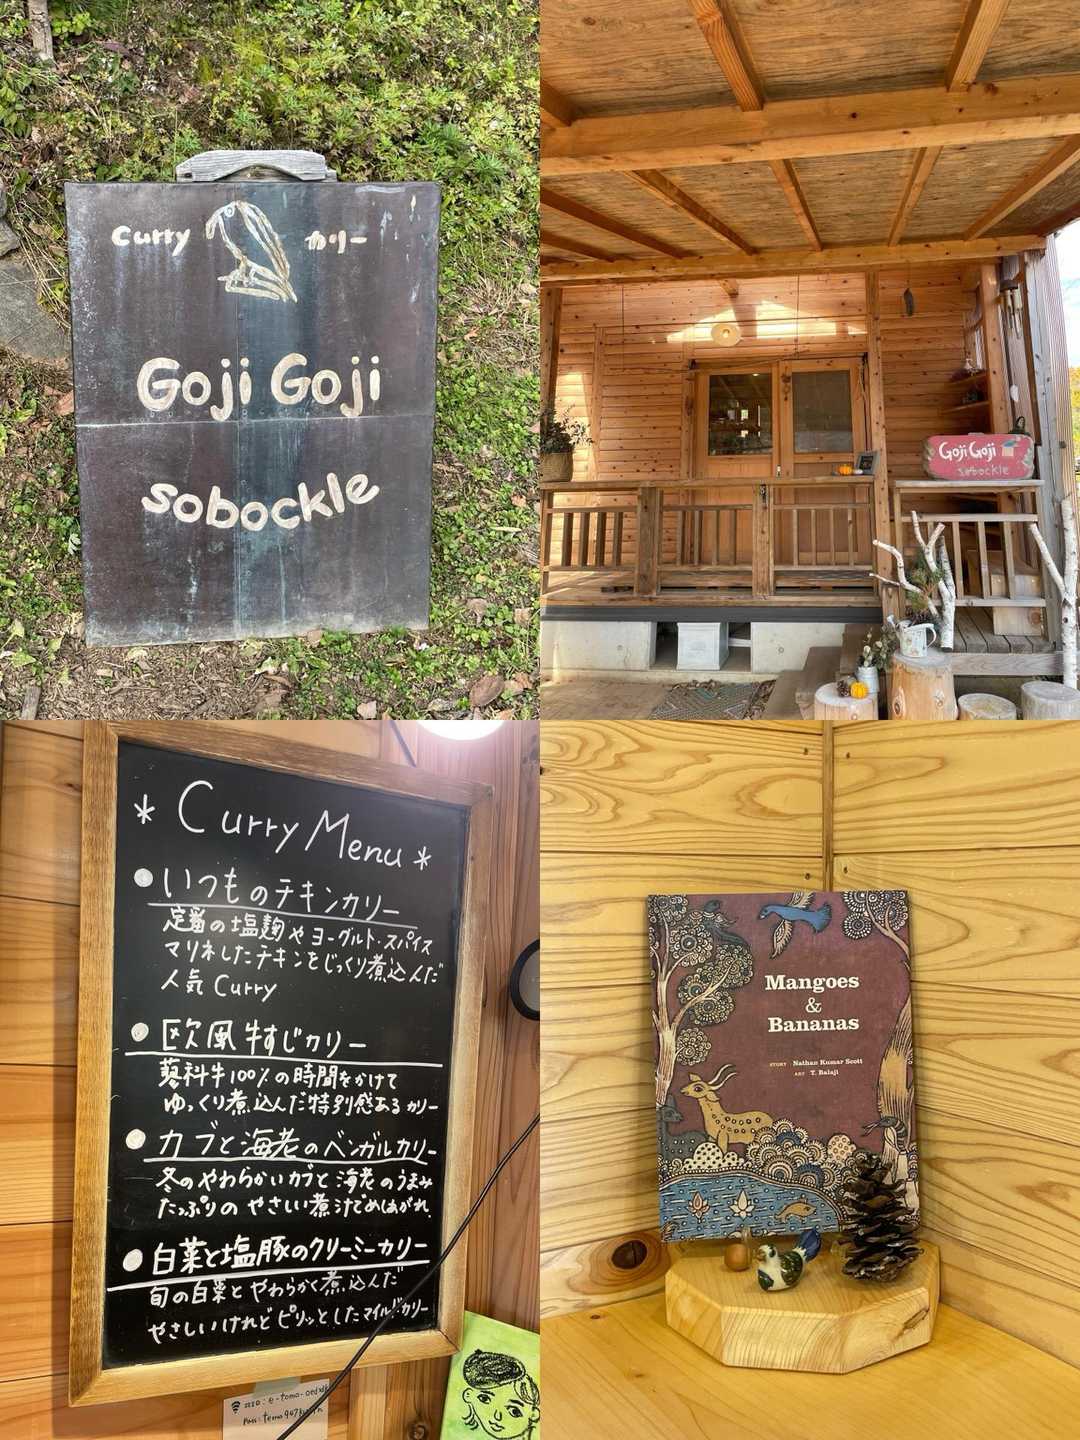 Curry カリー
Goji Goji
sobockle
Goji Goji
sobockle
* Curry Menu *
● いつものチキンカリー
定番の塩麹やヨーグルト・スパイス
マリネしたチキンをじっくり煮込んだ
人気 Curry
● 欧風牛すじカリー
蓼科牛100%の時間をかけて
ゆっくり煮込んだ特別感あるカリー
● カブと海老のベンガルカリー
冬のやわらかいカブと海老のうまみ
たっぷりのやさしい煮汁でめしあがれ。
● 白菜と塩豚のクリーミーカリー
旬の白菜とやわらかく煮込んだ
やさしいけれどピリッとしたマイルドカリー
Mangoes
&
Bananas
STORY Nathan Kumar Scott
ART T. Balaji